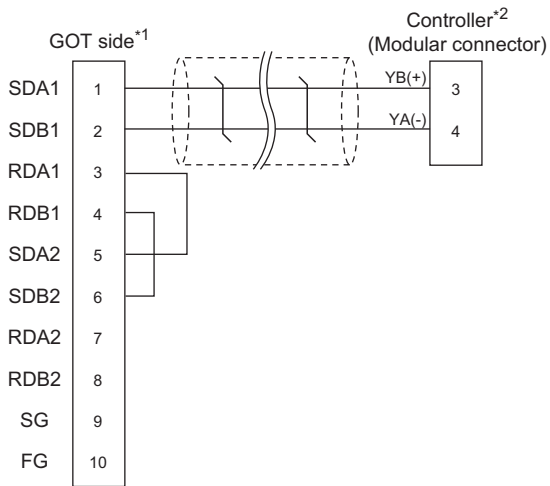 GOT side*1
Controller*2
(Modular connector)
SDA1 1 YB(+) 3
SDB1 2 YA(-) 4
RDA1 3
RDB1 4
SDA2 5
SDB2 6
RDA2 7
RDB2 8
SG 9
FG 10